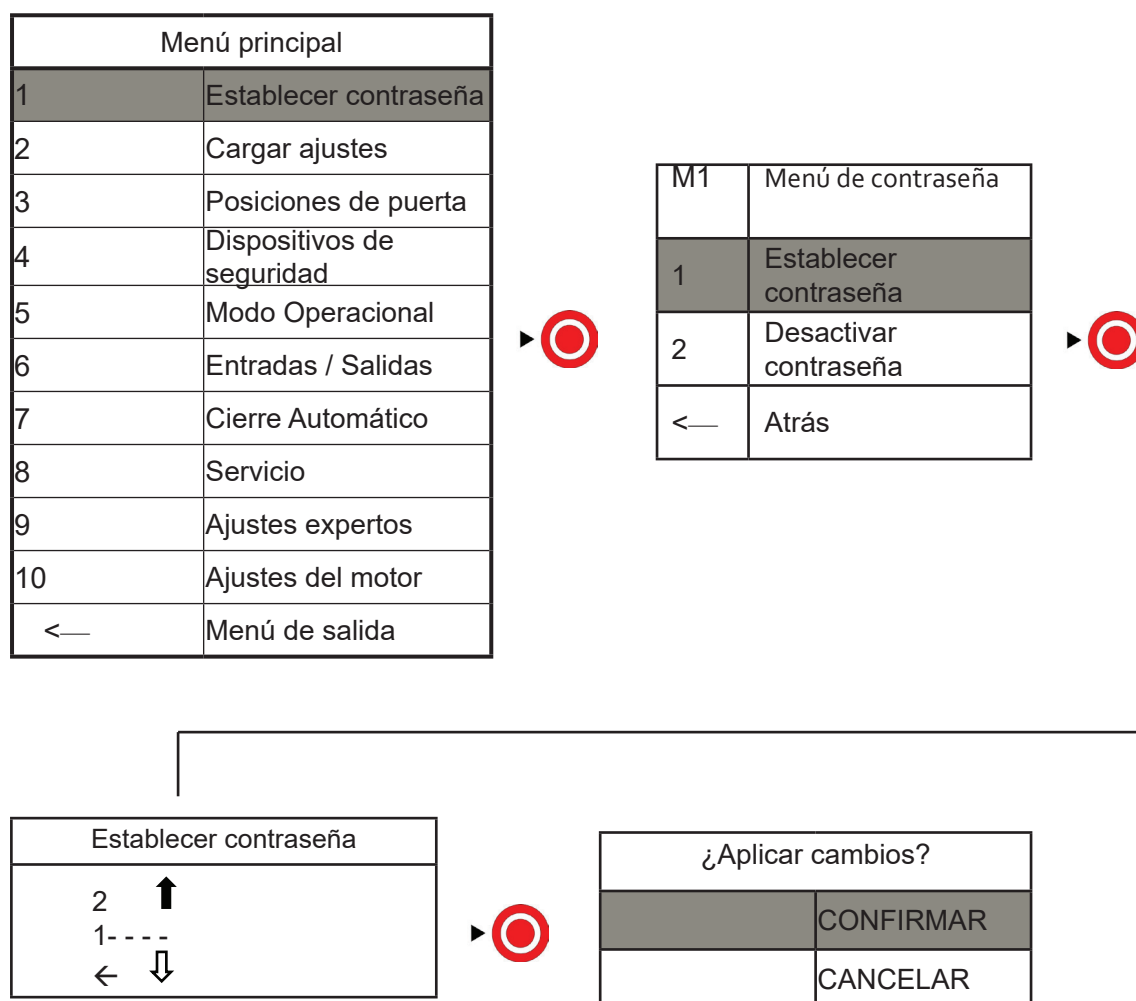 Menú principal
1 Establecer contraseña
2 Cargar ajustes
3 Posiciones de puerta
4 Dispositivos de
seguridad
5 Modo Operacional
6 Entradas / Salidas
7 Cierre Automático
8 Servicio
9 Ajustes expertos
10 Ajustes del motor
<— Menú de salida
M1 Menú de contraseña
1 Establecer
contraseña
2 Desactivar
contraseña
<— Atrás
Establecer contraseña
2 ⬆
1- - - -
← ⇩
¿Aplicar cambios?
CONFIRMAR
CANCELAR